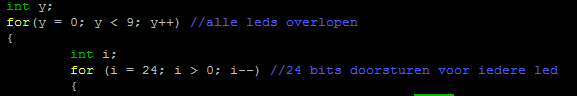 int y;
for(y = 0; y < 9; y++) //alle leds overlopen
{
int i;
for (i = 24; i > 0; i--) //24 bits doorsturen voor iedere led
{